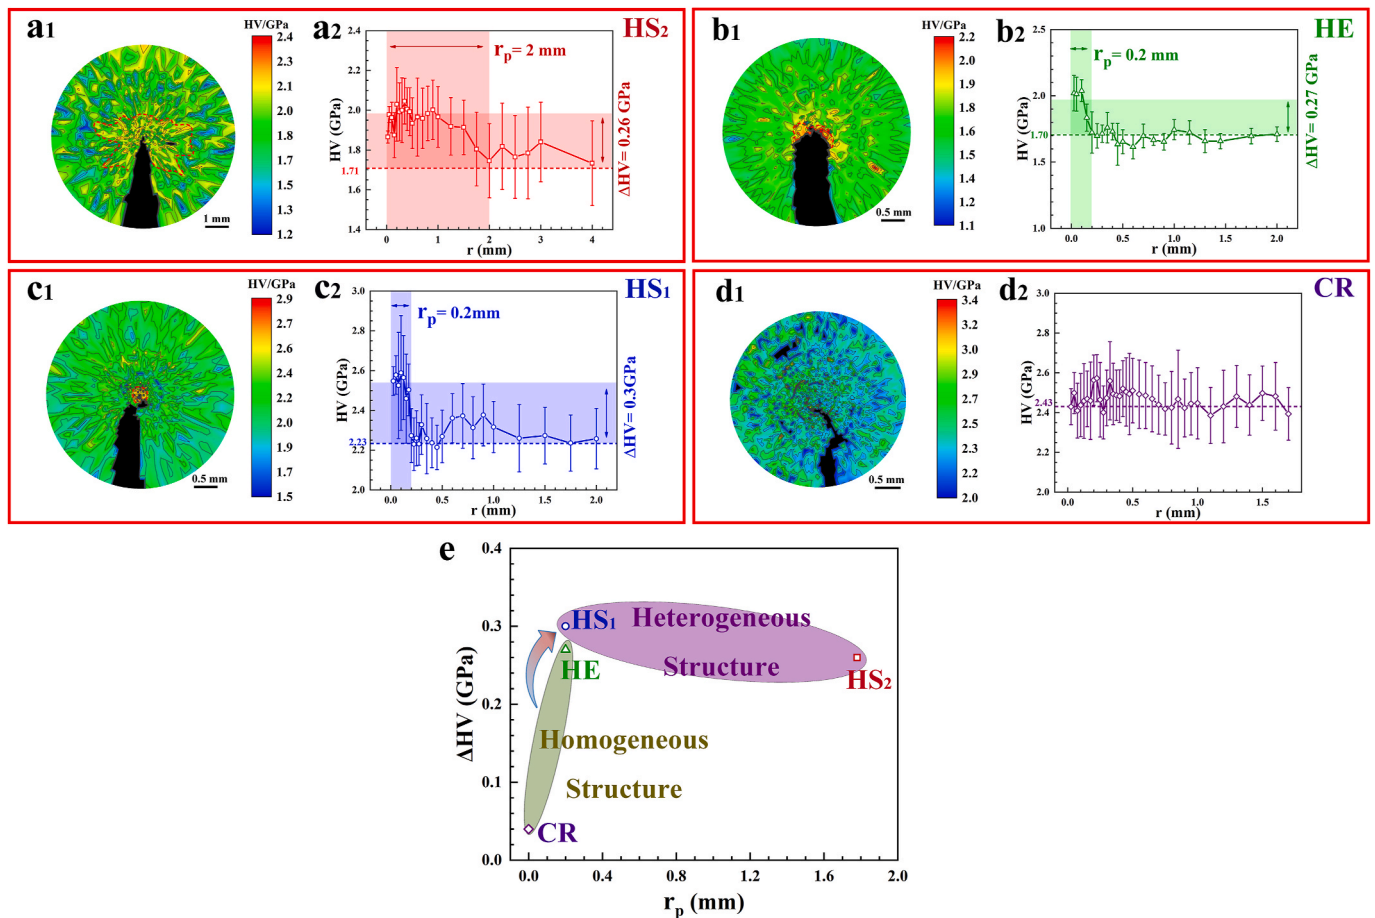 a1
HV/GPa
2.4
2.1
2.0
1.9
1.8
1.7
1.6
1.5
1.3
1.2
1 mm
a2
HS2
rp= 2 mm
HV (GPa)
2.4
2.2
2.0
1.8
1.71
1.6
1.4
0
1
2
3
4
r (mm)
ΔHV= 0.26 GPa
b1
HV/GPa
2.2
2.0
1.9
1.8
1.7
1.6
1.5
1.4
1.2
1.1
0.5 mm
b2
HE
rp= 0.2 mm
HV (GPa)
2.5
2.0
1.70
1.5
1.0
0.0
0.5
1.0
1.5
2.0
r (mm)
ΔHV= 0.27 GPa
c1
HV/GPa
2.9
2.7
2.6
2.4
2.3
2.1
2.0
1.8
1.7
1.5
0.5 mm
c2
HS1
rp= 0.2mm
HV (GPa)
3.0
2.8
2.6
2.4
2.23
2.2
2.0
0.0
0.5
1.0
1.5
2.0
r (mm)
ΔHV= 0.3GPa
d1
HV/GPa
3.4
3.2
3.0
2.9
2.7
2.6
2.4
2.3
2.2
2.0
0.5 mm
d2
CR
HV (GPa)
3.0
2.8
2.6
2.43
2.4
2.2
2.0
0.0
0.5
1.0
1.5
r (mm)
e
ΔHV (GPa)
0.4
0.3
0.2
0.1
0.0
HS1
Heterogeneous
Structure
HE
HS2
Homogeneous
Structure
CR
0.0
0.4
0.8
1.2
1.6
2.0
rp (mm)